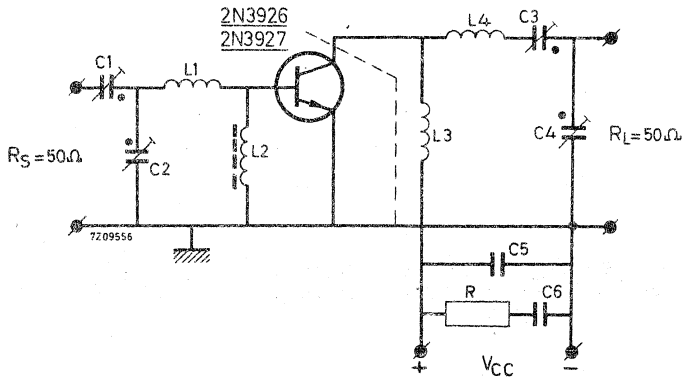 2N3926
2N3927
C1
L1
L4
C3
L2
L3
C2
C4
RS = 50Ω
RL = 50Ω
7Z09556
C5
R
C6
+
VCC
−